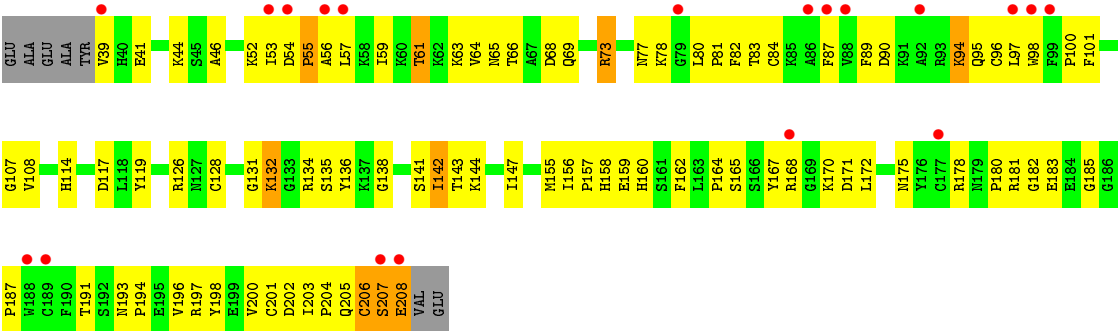 GLU ALA GLU ALA TYR V39 H40 E41 K44 S45 A46 K52 I53 D54 P55 A56 L57 K58 I59 K60 T61 K62 K63 V64 N65 T66 A67 D68 Q69 R73 N77 K78 G79 L80 P81 F82 T83 C84 K85 A86 F87 V88 F89 D90 K91 A92 R93 K94 Q95 C96 L97 W98 F99 P100 F101
G107 V108 H114 D117 L118 Y119 R126 N127 C128 G131 K132 G133 R134 S135 Y136 K137 G138 S141 I142 T143 K144 I147 M155 I156 P157 H158 E159 H160 S161 F162 L163 P164 S165 S166 Y167 R168 G169 K170 D171 L172 N175 Y176 C177 R178 N179 P180 R181 G182 E183 E184 G185 G186
P187 W188 C189 F190 T191 S192 N193 P194 E195 V196 R197 Y198 E199 V200 C201 D202 I203 P204 Q205 C206 S207 E208 VAL GLU